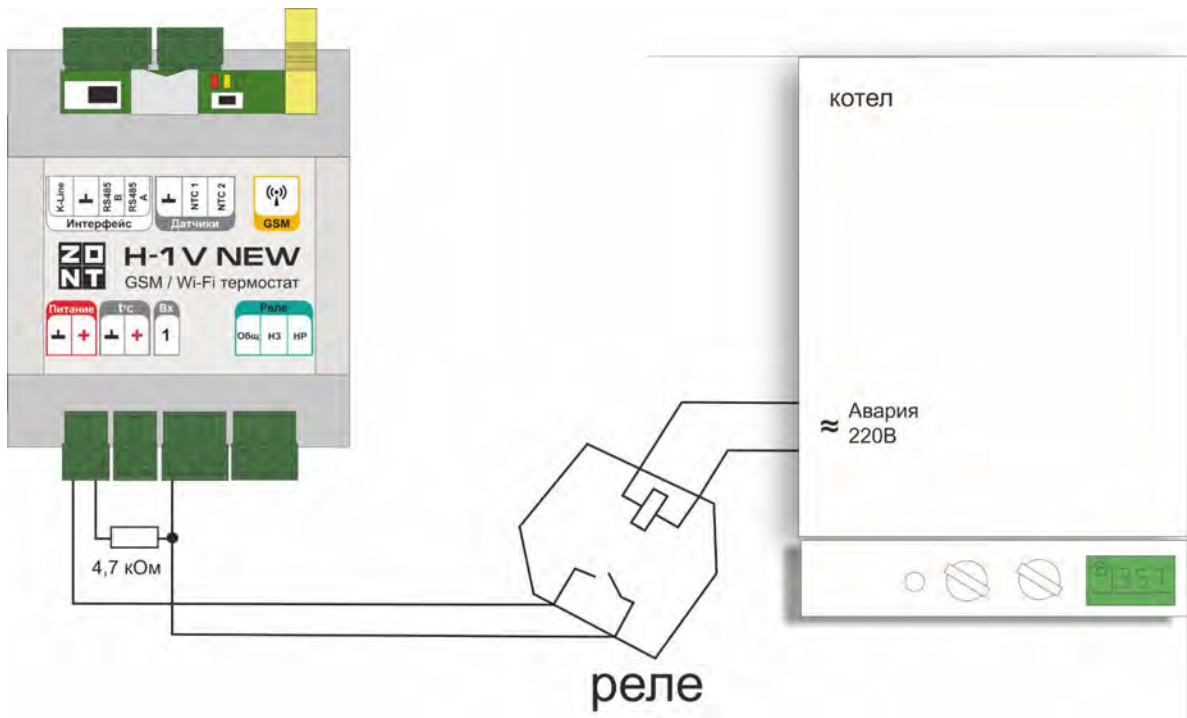 котел
K-Line
RS485 B
RS485 A
NTC 1
NTC 2
Интерфейс
Датчики
GSM
ZONT
H-1V NEW
GSM / Wi-Fi термостат
Питание
t°C
Вх
Реле
+
+
1
Общ
НЗ
НР
≈ Авария
220В
4,7 кОм
реле